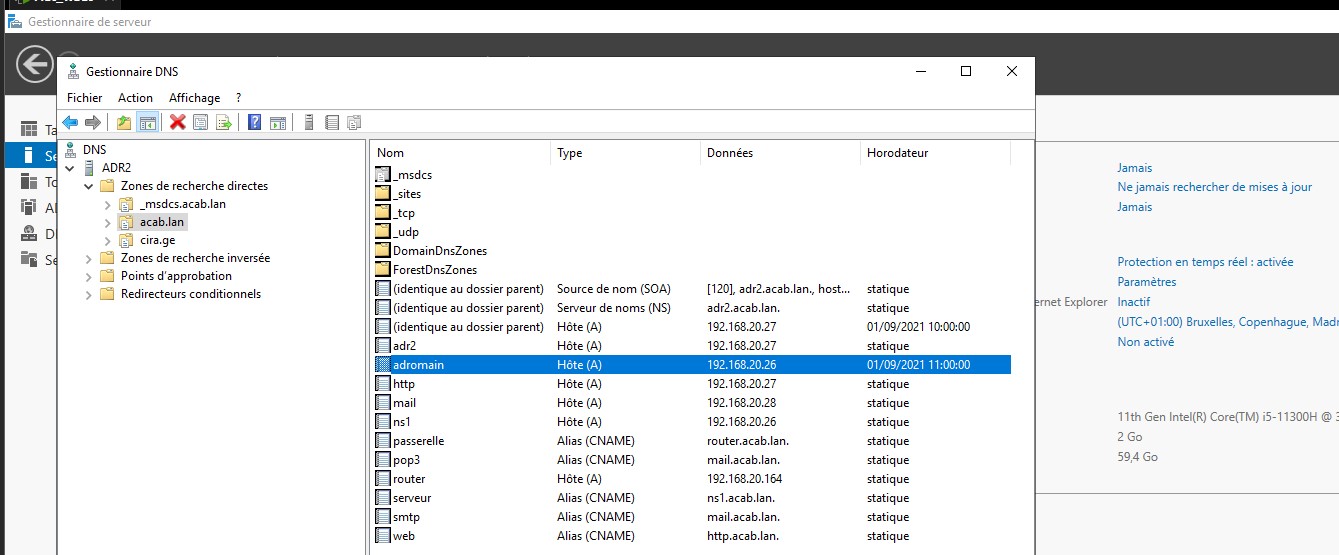 Gestionnaire de serveur
Gestionnaire DNS
Fichier Action Affichage ?
DNS
ADR2
Zones de recherche directes
_msdcs.acab.lan
acab.lan
cira.ge
Zones de recherche inversée
Points d'approbation
Redirecteurs conditionnels
Nom Type Données Horodateur
_msdcs
_sites
_tcp
_udp
DomainDnsZones
ForestDnsZones
(identique au dossier parent) Source de nom (SOA) [120], adr2.acab.lan., host... statique
(identique au dossier parent) Serveur de noms (NS) adr2.acab.lan. statique
(identique au dossier parent) Hôte (A) 192.168.20.27 01/09/2021 10:00:00
adr2 Hôte (A) 192.168.20.27 statique
adromain Hôte (A) 192.168.20.26 01/09/2021 11:00:00
http Hôte (A) 192.168.20.27 statique
mail Hôte (A) 192.168.20.28 statique
ns1 Hôte (A) 192.168.20.26 statique
passerelle Alias (CNAME) router.acab.lan. statique
pop3 Alias (CNAME) mail.acab.lan. statique
router Hôte (A) 192.168.20.164 statique
serveur Alias (CNAME) ns1.acab.lan. statique
smtp Alias (CNAME) mail.acab.lan. statique
web Alias (CNAME) http.acab.lan. statique
Jamais
Ne jamais rechercher de mises à jour
Jamais
Protection en temps réel : activée
Paramètres
ernet Explorer Inactif
(UTC+01:00) Bruxelles, Copenhague, Madr
Non activé
11th Gen Intel(R) Core(TM) i5-11300H @ 3
2 Go
59,4 Go